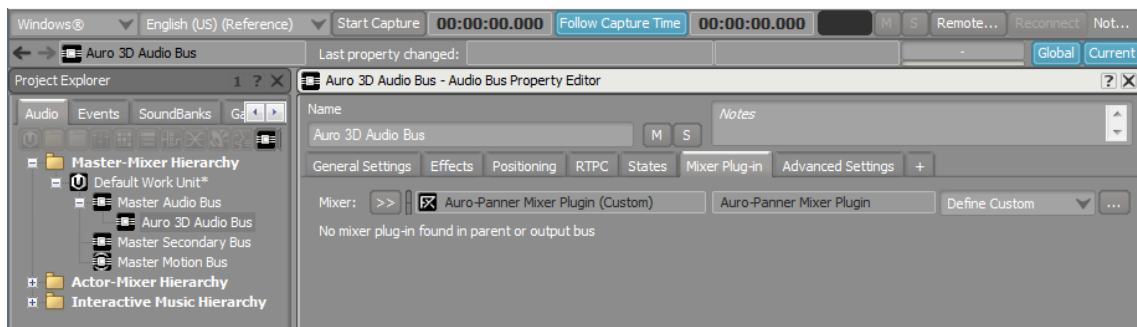 Windows® English (US) (Reference) Start Capture 00:00:00.000 Follow Capture Time 00:00:00.000 M S Remote... Reconnect Not...
Auro 3D Audio Bus Last property changed: - Global Current
Project Explorer 1 ? X
Auro 3D Audio Bus - Audio Bus Property Editor ? X
Audio Events SoundBanks Ga
Master-Mixer Hierarchy
Default Work Unit*
Master Audio Bus
Auro 3D Audio Bus
Master Secondary Bus
Master Motion Bus
Actor-Mixer Hierarchy
Interactive Music Hierarchy
Name Notes
Auro 3D Audio Bus M S
General Settings Effects Positioning RTPC States Mixer Plug-in Advanced Settings +
Mixer: >> Auro-Panner Mixer Plugin (Custom) Auro-Panner Mixer Plugin Define Custom ...
No mixer plug-in found in parent or output bus